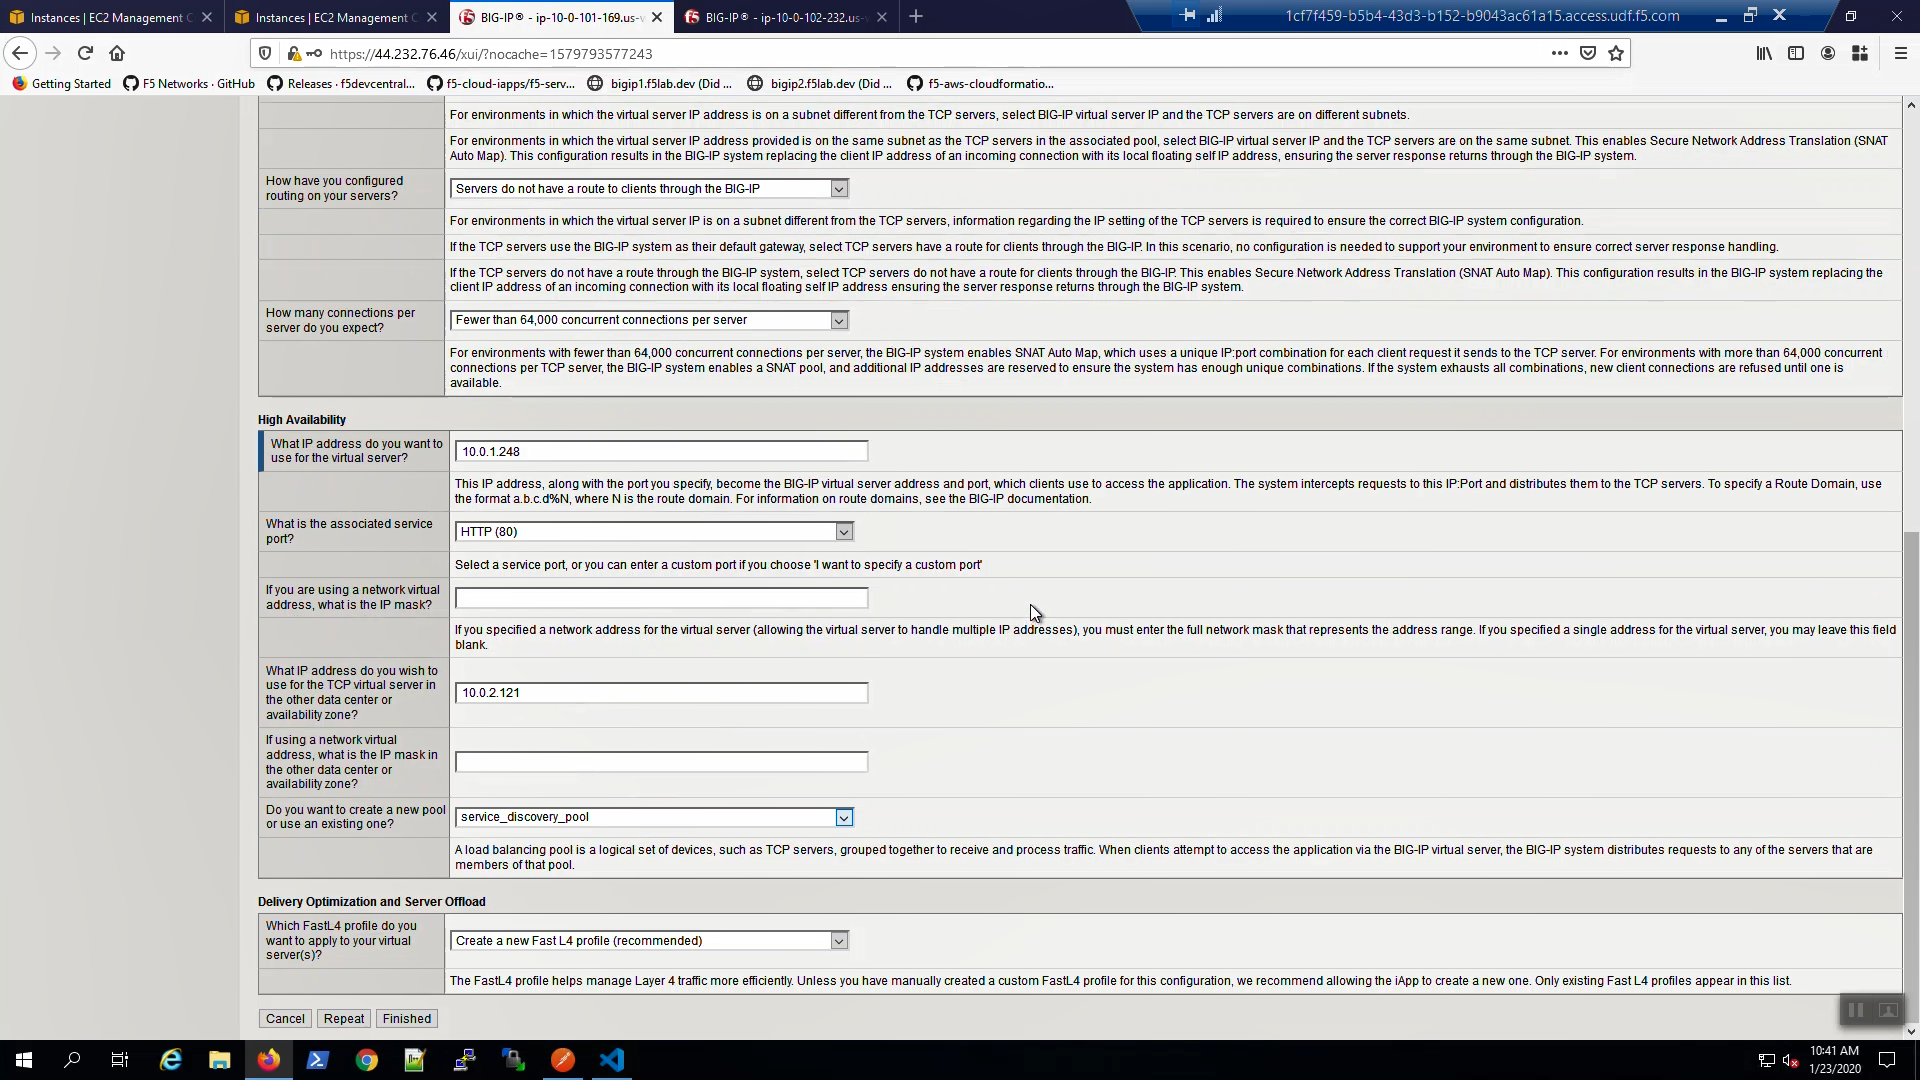 Instances | EC2 Management C
Instances | EC2 Management C
BIG-IP® - ip-10-0-101-169.us-w
BIG-IP® - ip-10-0-102-232.us-w
1cf7f459-b5b4-43d3-b152-b9043ac61a15.access.udf.f5.com
https://44.232.76.46/xui/?nocache=1579793577243
Getting Started
F5 Networks · GitHub
Releases · f5devcentral...
f5-cloud-iapps/f5-serv...
bigip1.f5lab.dev (Did ...
bigip2.f5lab.dev (Did ...
f5-aws-cloudformatio...
For environments in which the virtual server IP address is on a subnet different from the TCP servers, select BIG-IP virtual server IP and the TCP servers are on different subnets.
For environments in which the virtual server IP address provided is on the same subnet as the TCP servers in the associated pool, select BIG-IP virtual server IP and the TCP servers are on the same subnet. This enables Secure Network Address Translation (SNAT
Auto Map). This configuration results in the BIG-IP system replacing the client IP address of an incoming connection with its local floating self IP address, ensuring the server response returns through the BIG-IP system.
How have you configured
routing on your servers?
Servers do not have a route to clients through the BIG-IP
For environments in which the virtual server IP is on a subnet different from the TCP servers, information regarding the IP setting of the TCP servers is required to ensure the correct BIG-IP system configuration.
If the TCP servers use the BIG-IP system as their default gateway, select TCP servers have a route for clients through the BIG-IP. In this scenario, no configuration is needed to support your environment to ensure correct server response handling.
If the TCP servers do not have a route through the BIG-IP system, select TCP servers do not have a route for clients through the BIG-IP. This enables Secure Network Address Translation (SNAT Auto Map). This configuration results in the BIG-IP system replacing the
client IP address of an incoming connection with its local floating self IP address ensuring the server response returns through the BIG-IP system.
How many connections per
server do you expect?
Fewer than 64,000 concurrent connections per server
For environments with fewer than 64,000 concurrent connections per server, the BIG-IP system enables SNAT Auto Map, which uses a unique IP:port combination for each client request it sends to the TCP server. For environments with more than 64,000 concurrent
connections per TCP server, the BIG-IP system enables a SNAT pool, and additional IP addresses are reserved to ensure the system has enough unique combinations. If the system exhausts all combinations, new client connections are refused until one is
available.
High Availability
What IP address do you want to
use for the virtual server?
10.0.1.248
This IP address, along with the port you specify, become the BIG-IP virtual server address and port, which clients use to access the application. The system intercepts requests to this IP:Port and distributes them to the TCP servers. To specify a Route Domain, use
the format a.b.c.d%N, where N is the route domain. For information on route domains, see the BIG-IP documentation.
What is the associated service
port?
HTTP (80)
Select a service port, or you can enter a custom port if you choose 'I want to specify a custom port'
If you are using a network virtual
address, what is the IP mask?
If you specified a network address for the virtual server (allowing the virtual server to handle multiple IP addresses), you must enter the full network mask that represents the address range. If you specified a single address for the virtual server, you may leave this field
blank.
What IP address do you wish to
use for the TCP virtual server in
the other data center or
availability zone?
10.0.2.121
If using a network virtual
address, what is the IP mask in
the other data center or
availability zone?
Do you want to create a new pool
or use an existing one?
service_discovery_pool
A load balancing pool is a logical set of devices, such as TCP servers, grouped together to receive and process traffic. When clients attempt to access the application via the BIG-IP virtual server, the BIG-IP system distributes requests to any of the servers that are
members of that pool.
Delivery Optimization and Server Offload
Which FastL4 profile do you
want to apply to your virtual
server(s)?
Create a new Fast L4 profile (recommended)
The FastL4 profile helps manage Layer 4 traffic more efficiently. Unless you have manually created a custom FastL4 profile for this configuration, we recommend allowing the iApp to create a new one. Only existing Fast L4 profiles appear in this list.
Cancel
Repeat
Finished
10:41 AM
1/23/2020